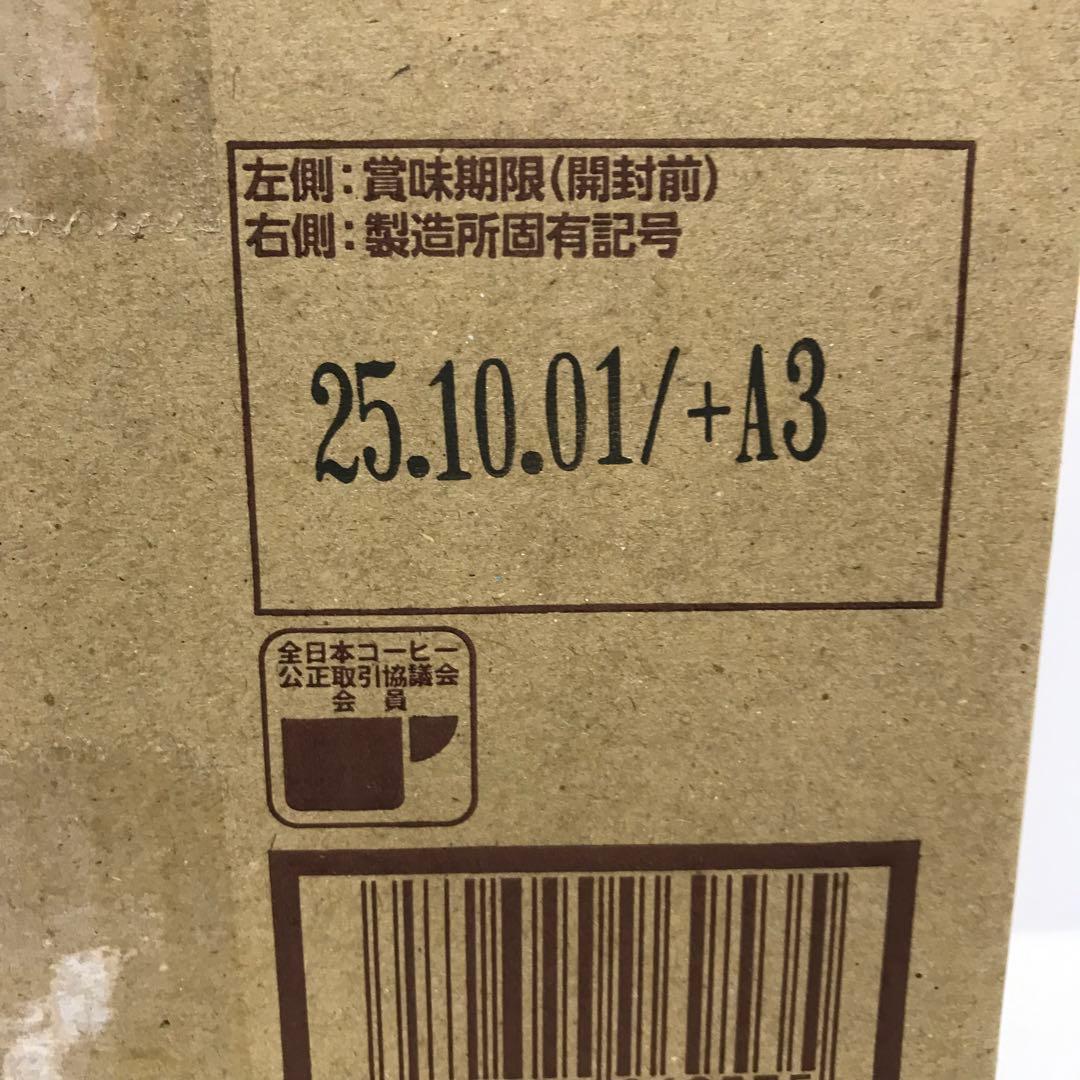 左側：賞味期限（開封前）
右側：製造所固有記号
25.10.01/+A3
全日本コーヒー
公正取引協議会
会員